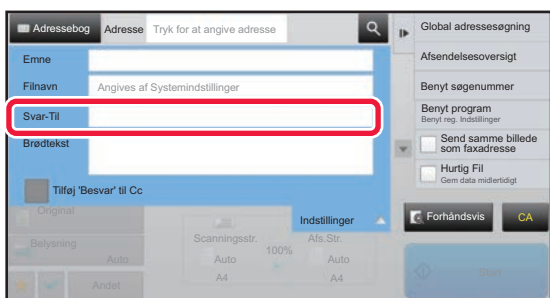 Adressebog
Adresse
Tryk for at angive adresse
Emne
Filnavn
Angives af Systemindstillinger
Svar-Til
Brødtekst
Tilføj 'Besvar' til Cc
Indstillinger
Original
Belysning
Auto
Andet
Scanningsstr.
Auto
A4
100%
Afs.Str.
Auto
A4
Global adressesøgning
Afsendelsesoversigt
Benyt søgenummer
Benyt program
Benyt reg. Indstillinger
Send samme billede
som faxadresse
Hurtig Fil
Gem data midlertidigt
Forhåndsvis
CA
Start